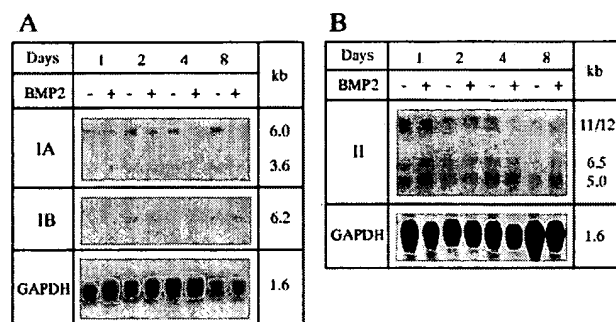 A
Days 1 2 4 8 kb
BMP2 - + - + - + - +
IA 6.0
3.6
IB 6.2
GAPDH 1.6
B
Days 1 2 4 8 kb
BMP2 - + - + - + - +
II 11/12
6.5
5.0
GAPDH 1.6